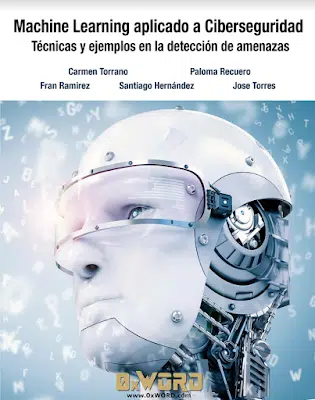 Machine Learning aplicado a Ciberseguridad
Técnicas y ejemplos en la detección de amenazas
Carmen Torrano Paloma Recuero
Fran Ramírez Santiago Hernández Jose Torres
0xWORD
www.0xWORD.com